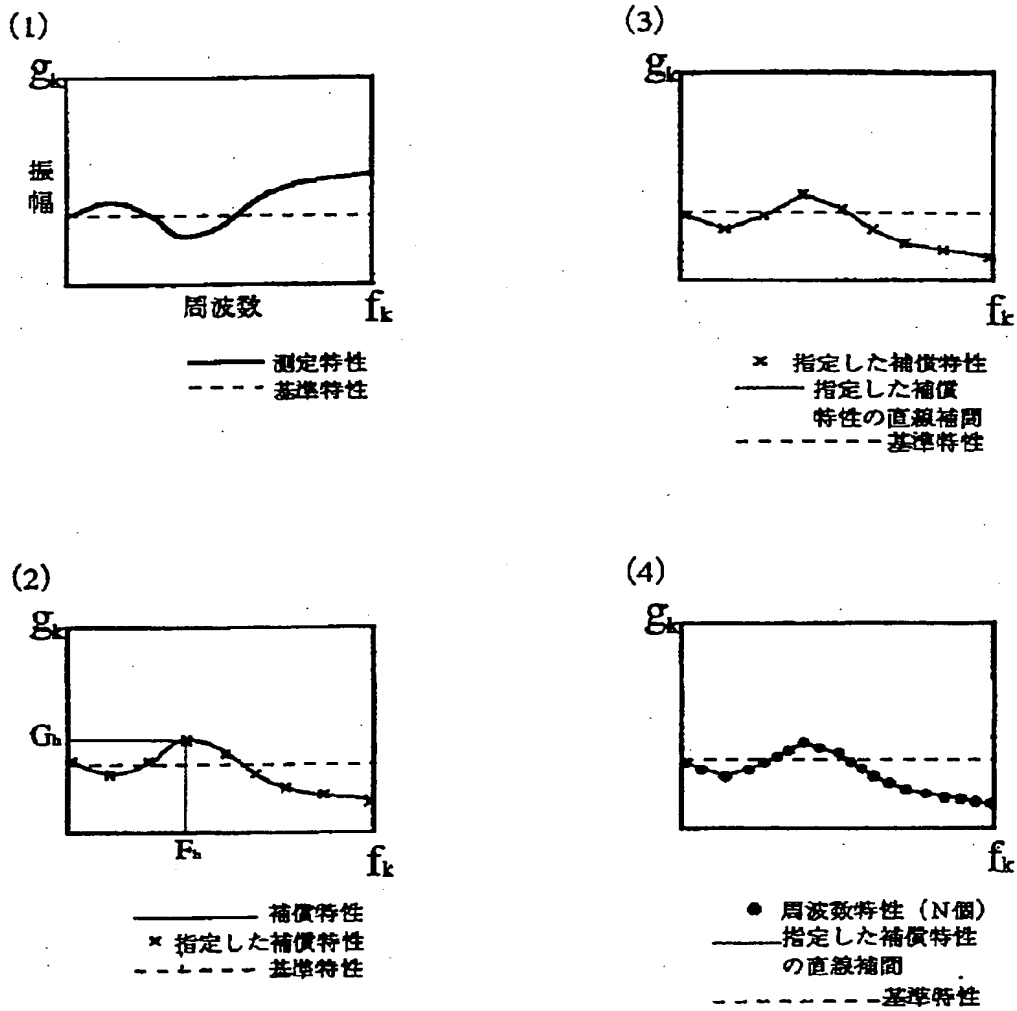 (1)
gk
振幅
周波数
fk
測定特性
基準特性
(2)
gk
Gh
Fh
fk
補償特性
× 指定した補償特性
基準特性
(3)
gk
fk
× 指定した補償特性
指定した補償
特性の直線補間
基準特性
(4)
gk
fk
● 周波数特性 (N個)
指定した補償特性
の直線補間
基準特性